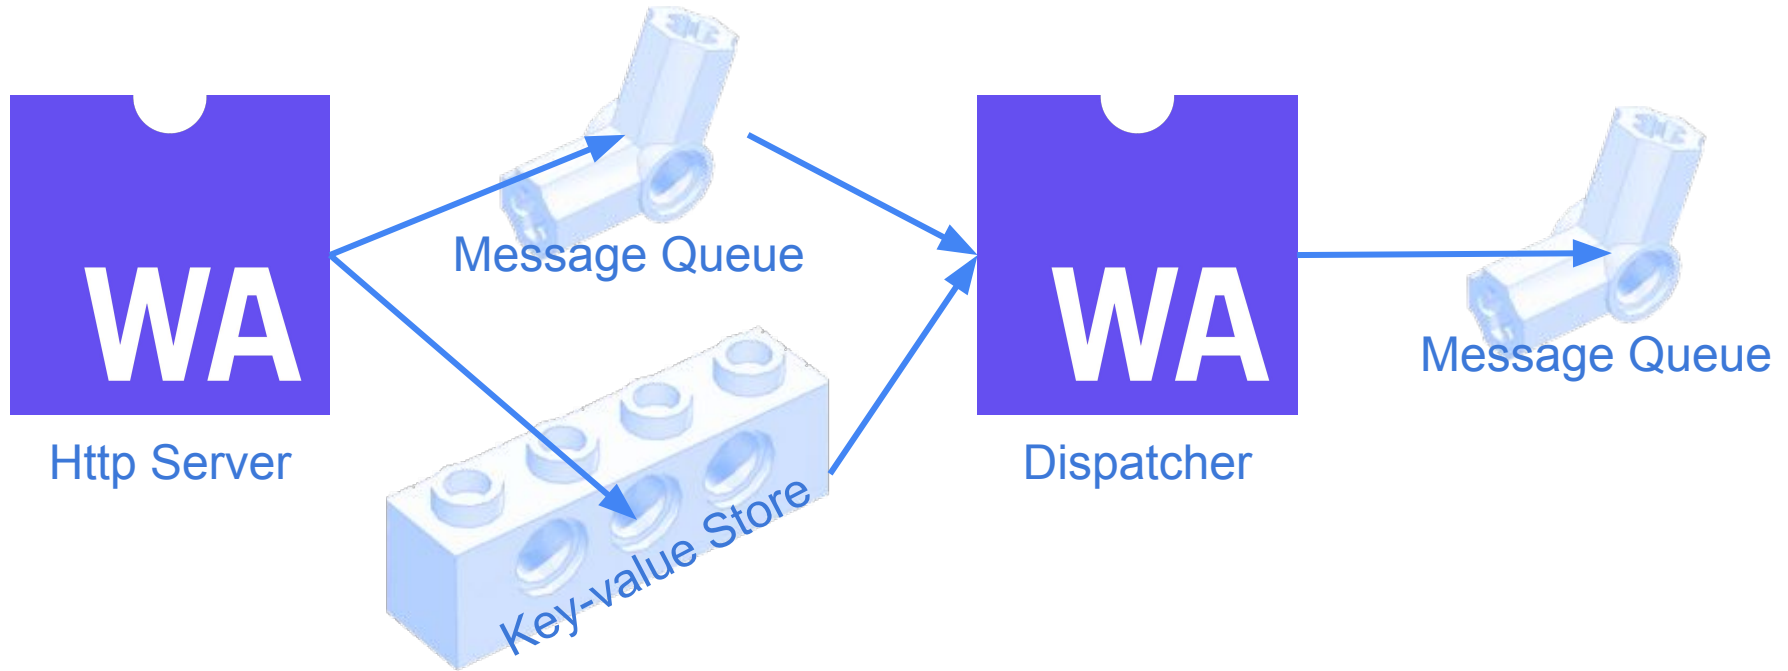 WA
Http Server
Message Queue
Key-value Store
WA
Dispatcher
Message Queue